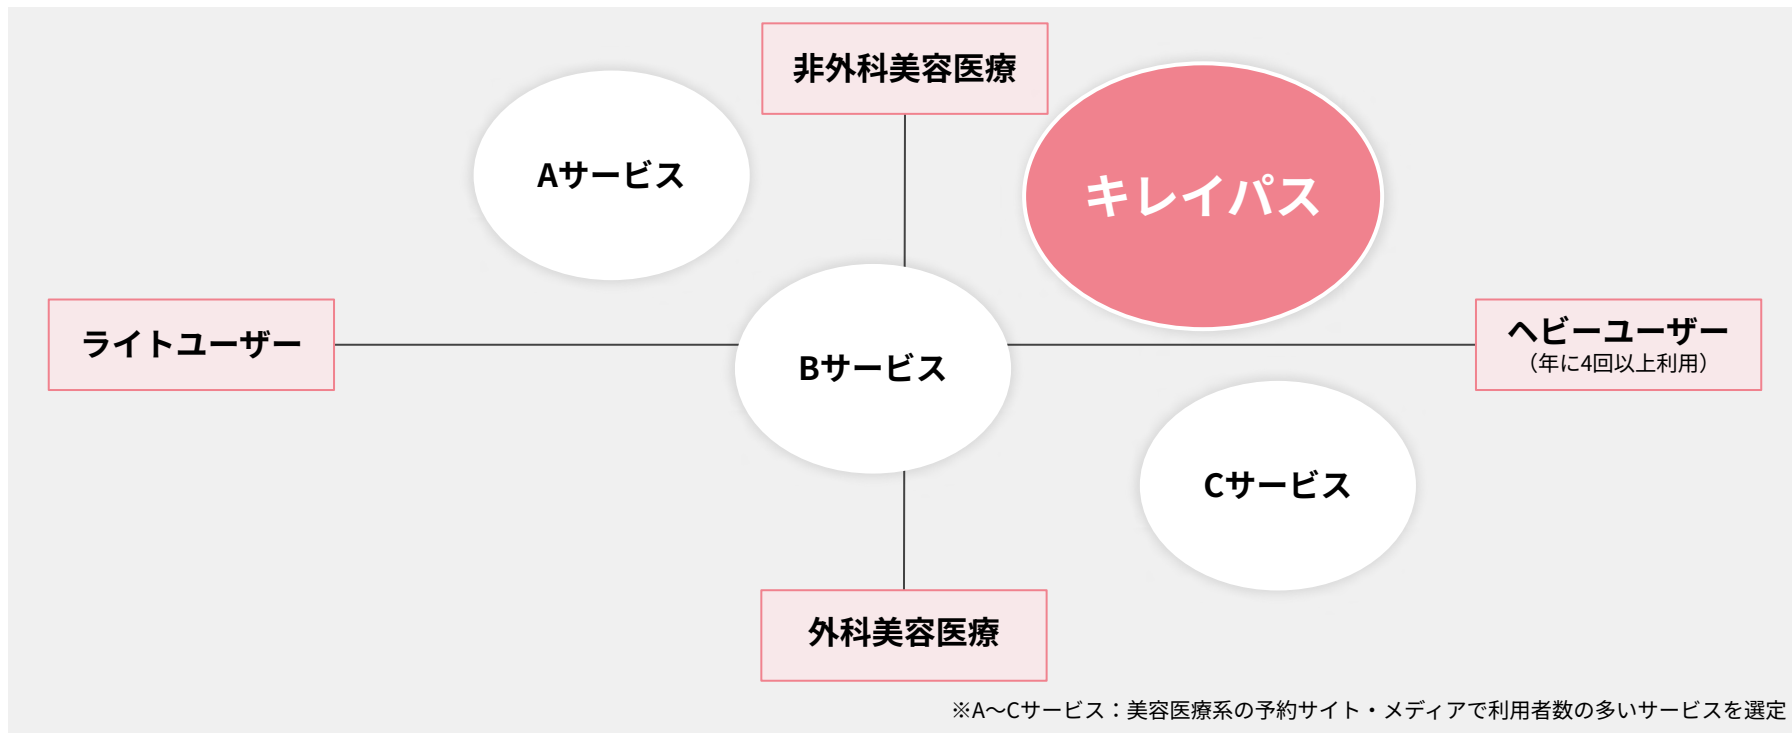 非外科美容医療
Aサービス
キレイパス
ライトユーザー
Bサービス
ヘビーユーザー
（年に4回以上利用）
Cサービス
外科美容医療
※A〜Cサービス：美容医療系の予約サイト・メディアで利用者数の多いサービスを選定